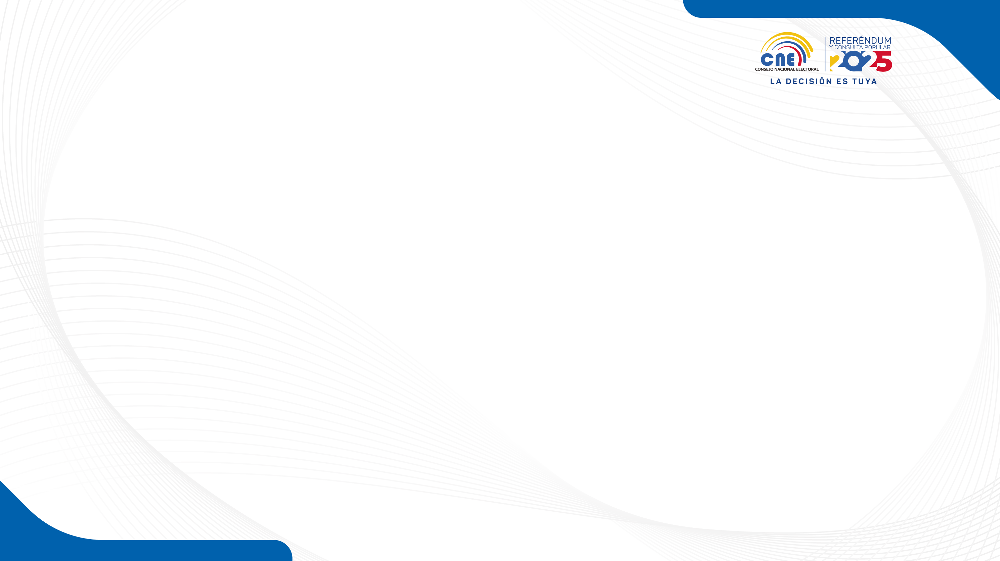 CNE
CONSEJO NACIONAL ELECTORAL
REFERÉNDUM
Y CONSULTA POPULAR
2025
LA DECISIÓN ES TUYA